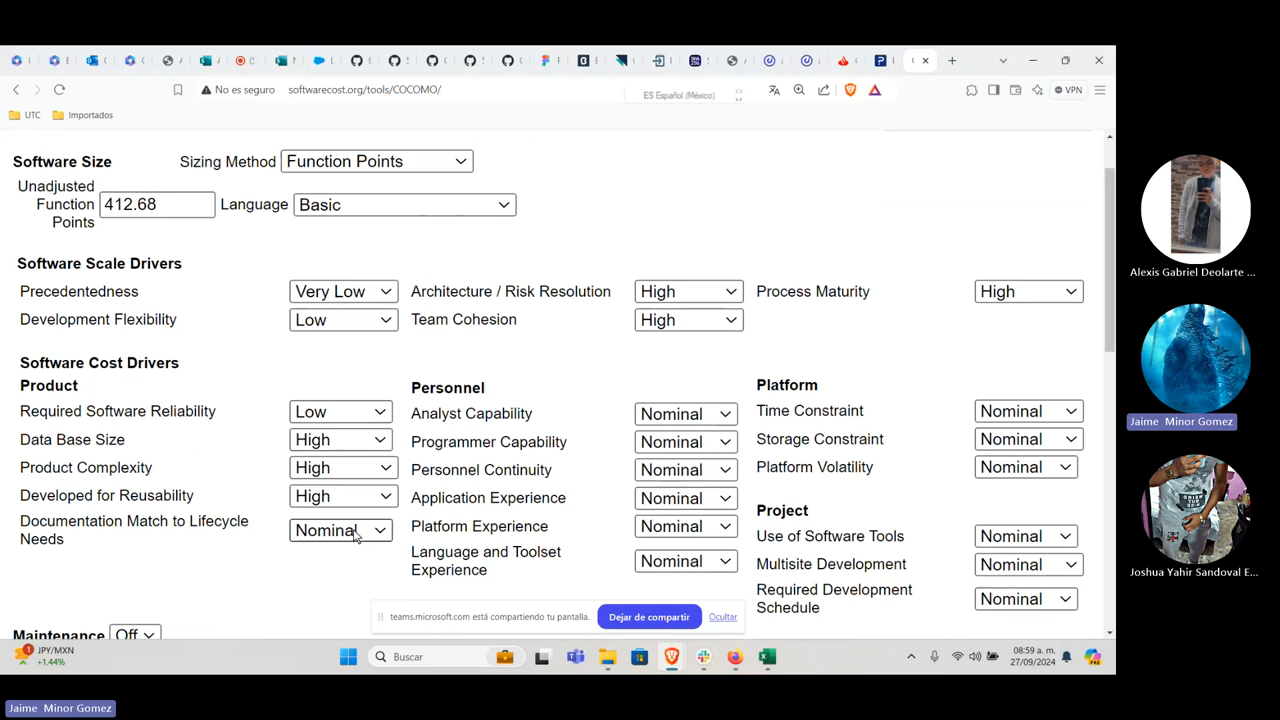 No es seguro softwarecost.org/tools/COCOMO/ ES Español (México) VPN
UTC Importados
Software Size Sizing Method Function Points
Unadjusted Function Points 412.68 Language Basic
Software Scale Drivers
Precedentedness Very Low Architecture / Risk Resolution High Process Maturity High
Development Flexibility Low Team Cohesion High
Software Cost Drivers
Product Personnel Platform
Required Software Reliability Low Analyst Capability Nominal Time Constraint Nominal
Data Base Size High Programmer Capability Nominal Storage Constraint Nominal
Product Complexity High Personnel Continuity Nominal Platform Volatility Nominal
Developed for Reusability High Application Experience Nominal Project
Documentation Match to Lifecycle Needs Nominal Platform Experience Nominal Use of Software Tools Nominal
Language and Toolset Experience Nominal Multisite Development Nominal
Required Development Schedule Nominal
teams.microsoft.com está compartiendo tu pantalla. Dejar de compartir Ocultar
Maintenance Off
1 JPY/MXN
+1.44%
Buscar
08:59 a. m.
27/09/2024
Alexis Gabriel Deolarte ...
Jaime Minor Gomez
Joshua Yahir Sandoval E...
Jaime Minor Gomez